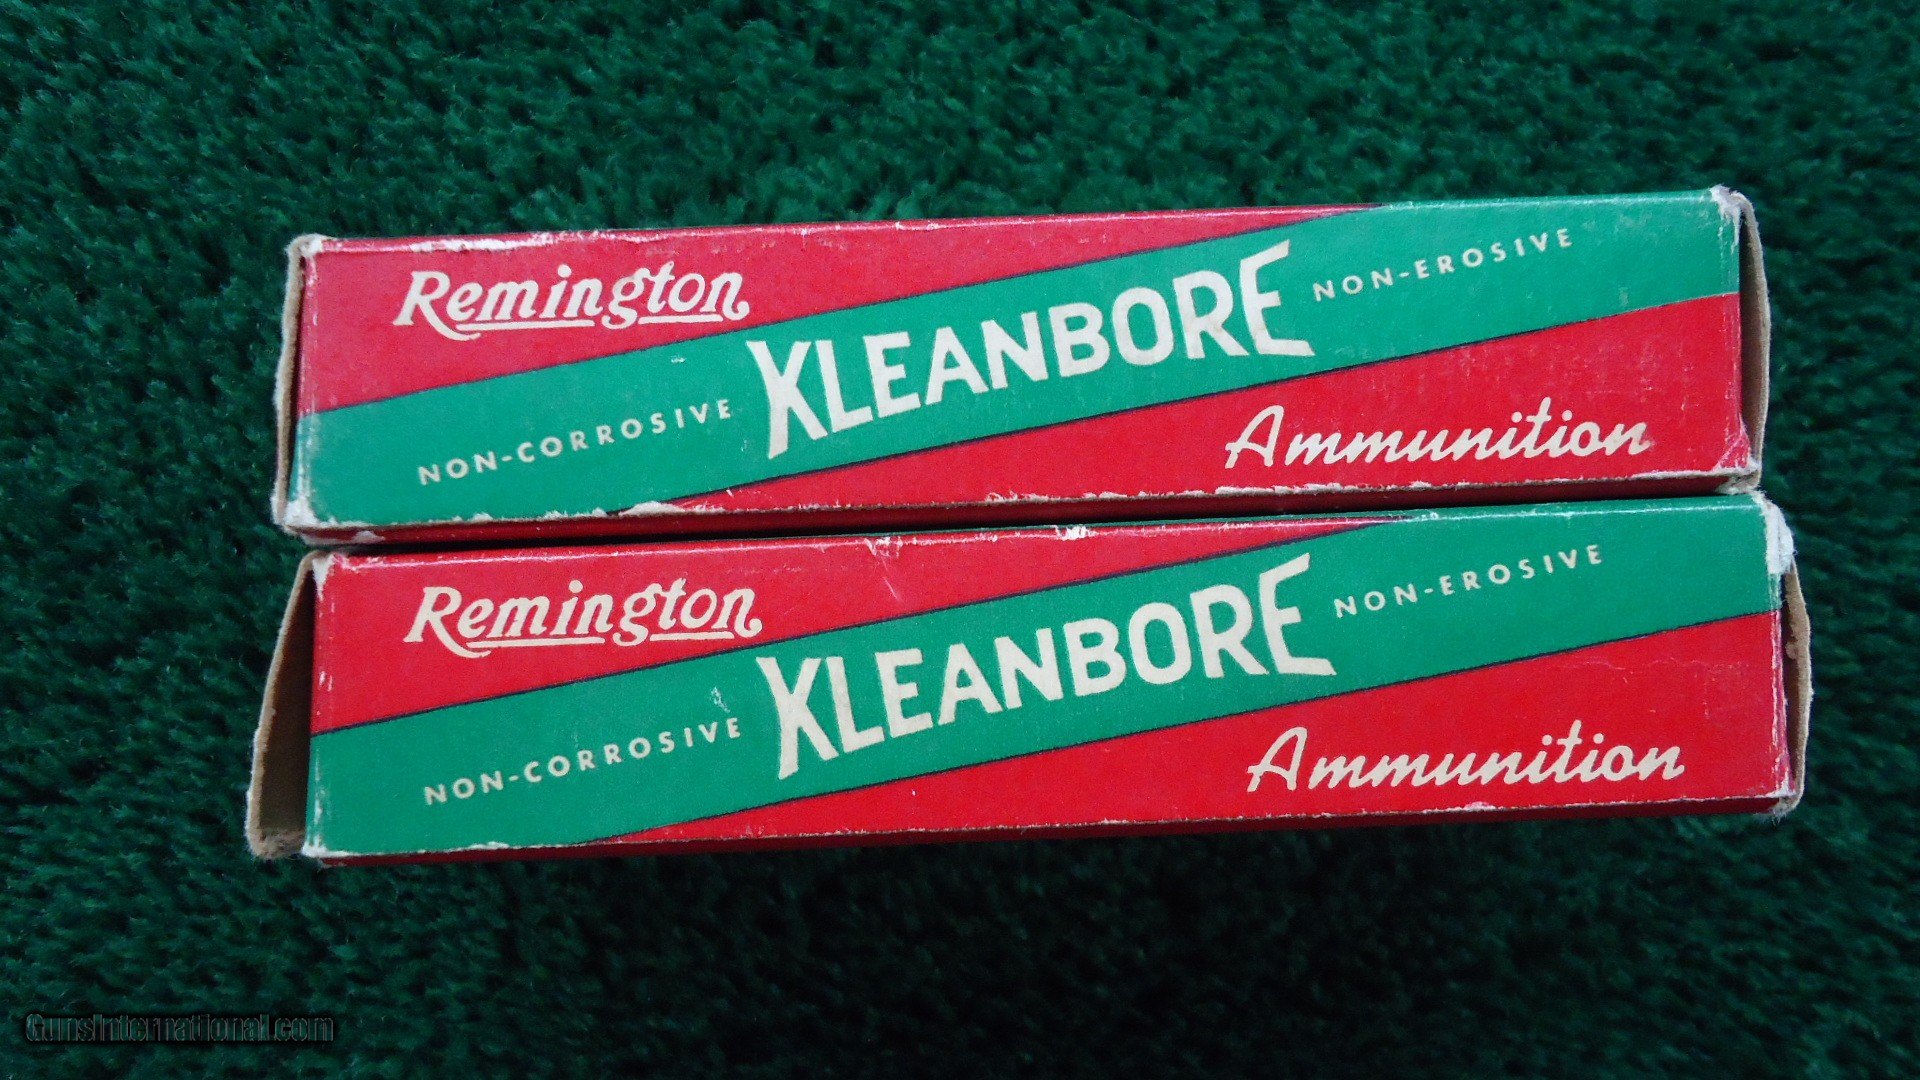 Remington
NON-CORROSIVE KLEANBORE NON-EROSIVE
Ammunition
Remington
NON-CORROSIVE KLEANBORE NON-EROSIVE
Ammunition
GunsInternational.com